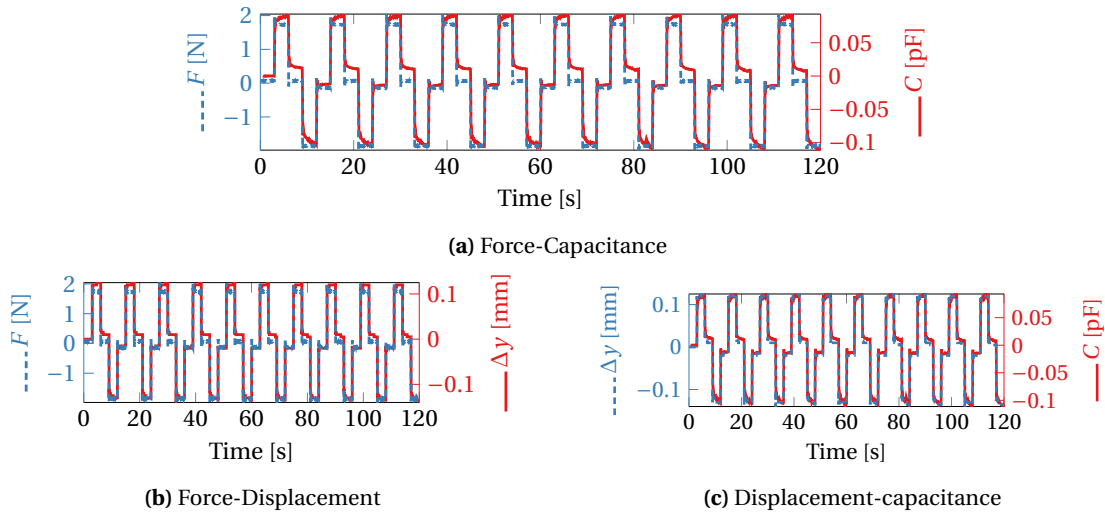 2
1
0
−1
F [N]
0.05
0
−0.05
−0.1
C [pF]
0 20 40 60 80 100 120
Time [s]
(a) Force-Capacitance
2
1
0
−1
F [N]
0.1
0
−0.1
Δy [mm]
0 20 40 60 80 100 120
Time [s]
(b) Force-Displacement
0.1
0
−0.1
Δy [mm]
0.05
0
−0.05
−0.1
C [pF]
0 20 40 60 80 100 120
Time [s]
(c) Displacement-capacitance